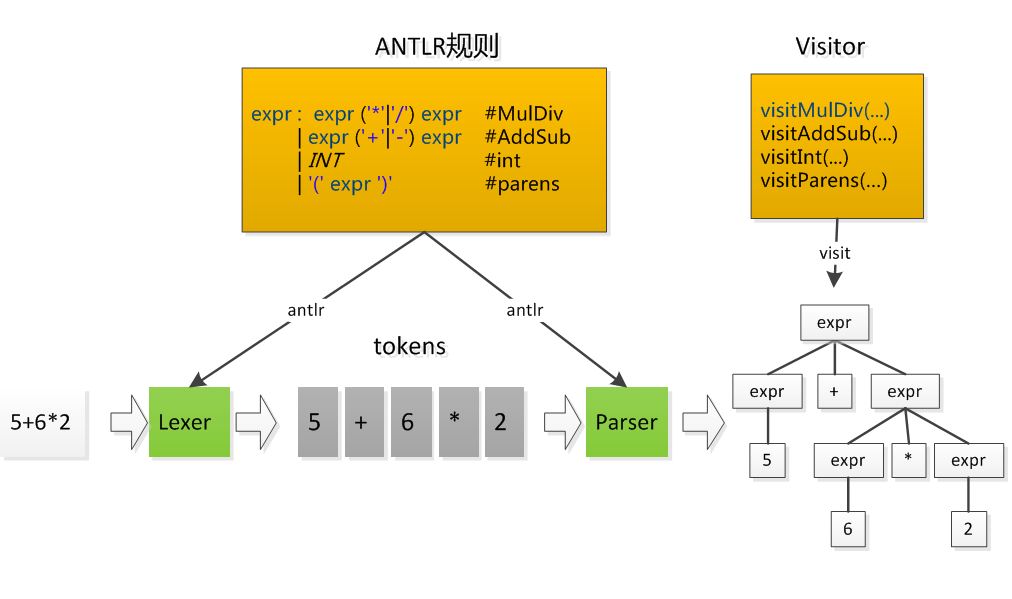 ANTLR规则
expr :  expr ('*'|'/') expr    #MulDiv
| expr ('+'|'-') expr    #AddSub
| INT    #int
| '(' expr ')'    #parens
Visitor
visitMulDiv(...)
visitAddSub(...)
visitInt(...)
visitParens(...)
visit
antlr
antlr
tokens
5+6*2
Lexer
5
+
6
*
2
Parser
expr
expr
+
expr
5
expr
*
expr
6
2